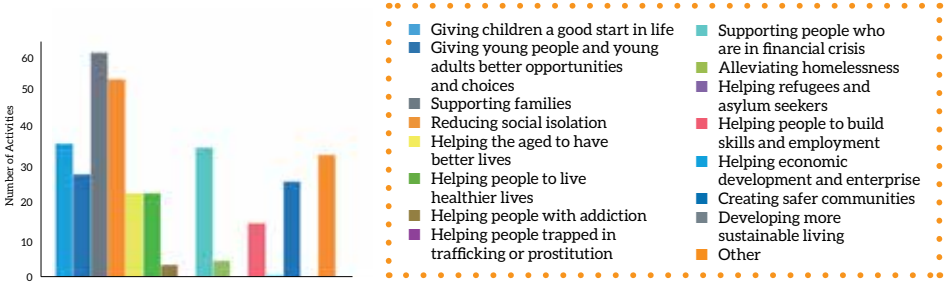 60
50
40
30
20
10
0
Number of Activities
Giving children a good start in life
Giving young people and young
adults better opportunities
and choices
Supporting families
Reducing social isolation
Helping the aged to have
better lives
Helping people to live
healthier lives
Helping people with addiction
Helping people trapped in
trafficking or prostitution
Supporting people who
are in financial crisis
Alleviating homelessness
Helping refugees and
asylum seekers
Helping people to build
skills and employment
Helping economic
development and enterprise
Creating safer communities
Developing more
sustainable living
Other